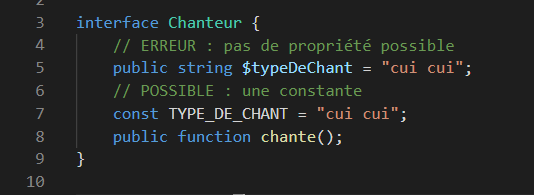 3 interface Chanteur {
4 // ERREUR : pas de propriété possible
5 public string $typeDeChant = "cui cui";
6 // POSSIBLE : une constante
7 const TYPE_DE_CHANT = "cui cui";
8 public function chante();
9 }
10